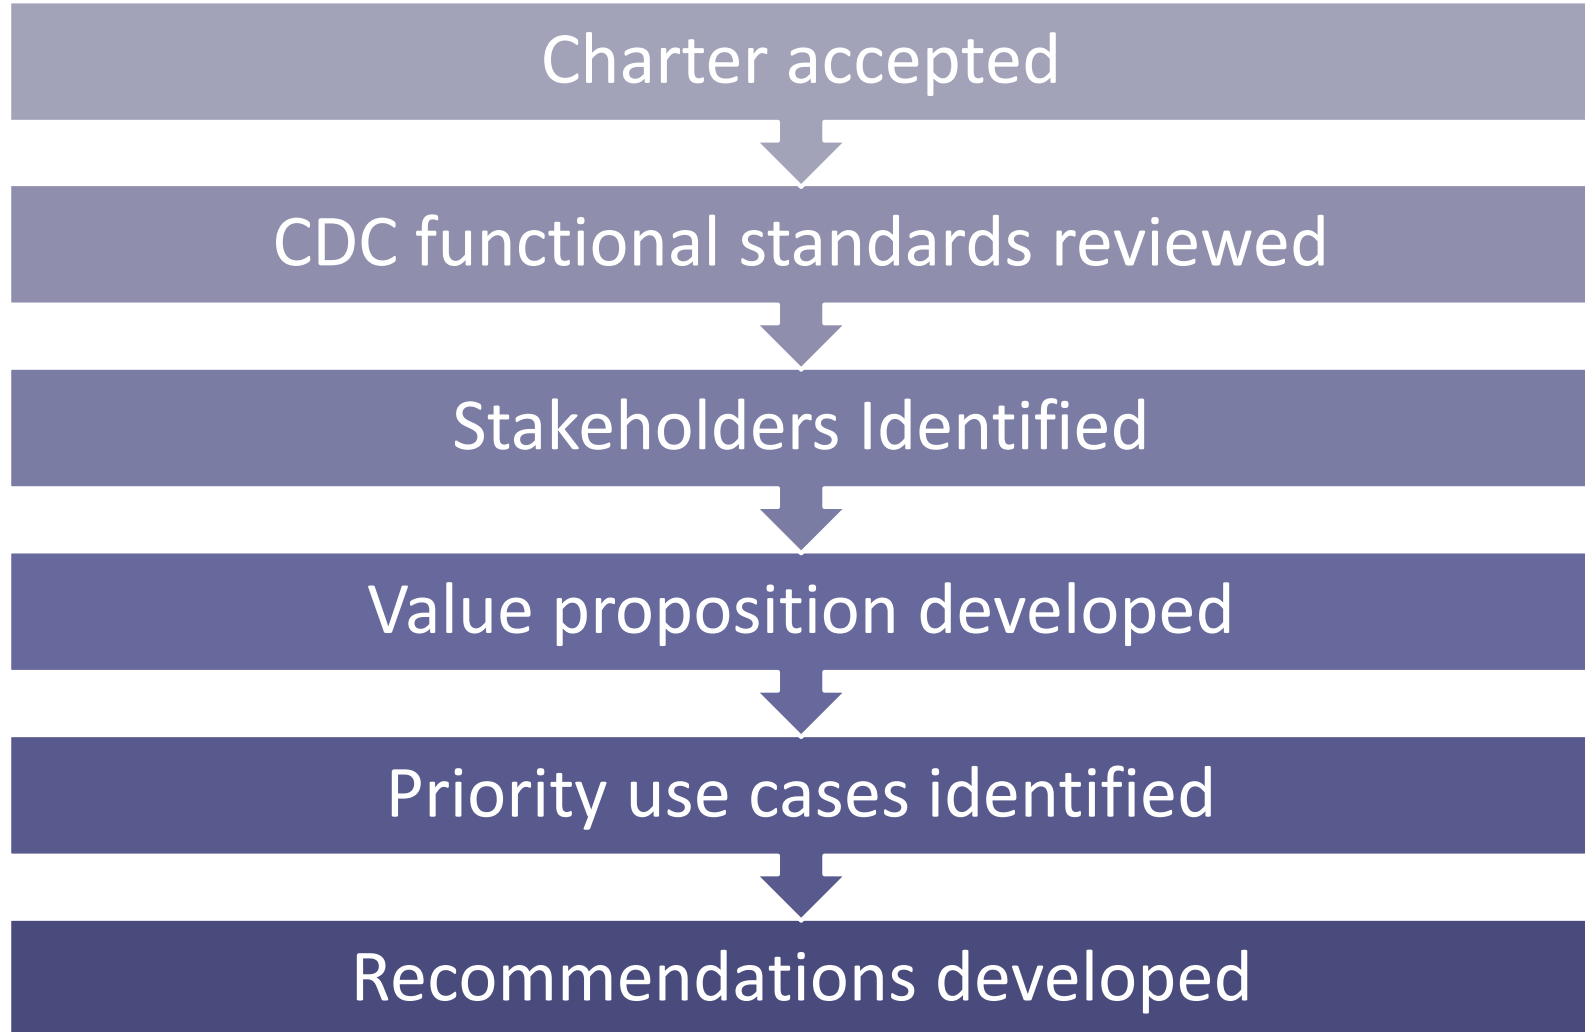 Charter accepted
CDC functional standards reviewed
Stakeholders Identified
Value proposition developed
Priority use cases identified
Recommendations developed